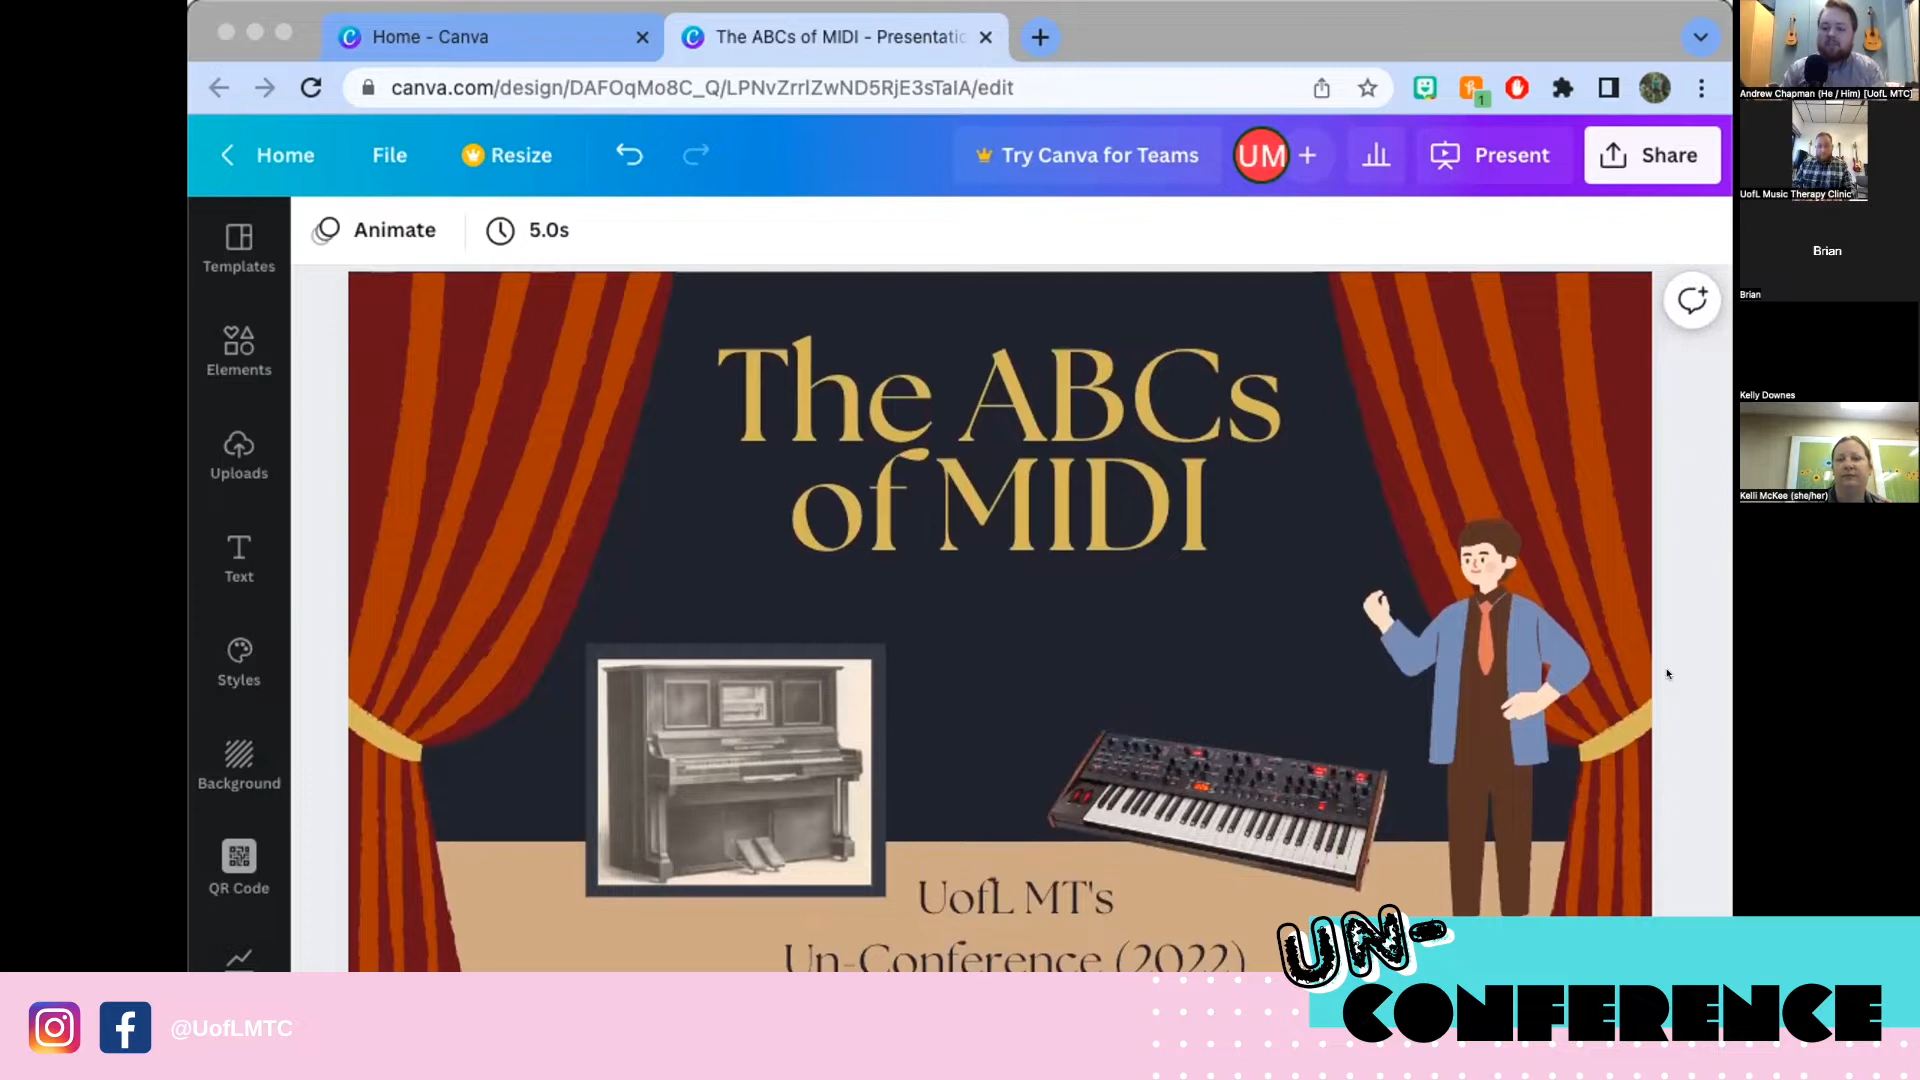 Home - Canva
The ABCs of MIDI - Presentatic
canva.com/design/DAFOqMo8C_Q/LPNvZrrlZwND5RjE3sTaIA/edit
1
Home
File
Resize
Try Canva for Teams
UM
Present
Share
Animate
5.0s
Templates
Elements
Uploads
Text
Styles
Background
QR Code
The ABCs
of MIDI
UofL MT's
Un-Conference (2022)
Andrew Chapman (He / Him) [UofL MTC]
UofL Music Therapy Clinic
Brian
Brian
Kelly Downes
Kelli McKee (she/her)
@UofLMTC
UN-
CONFERENCE